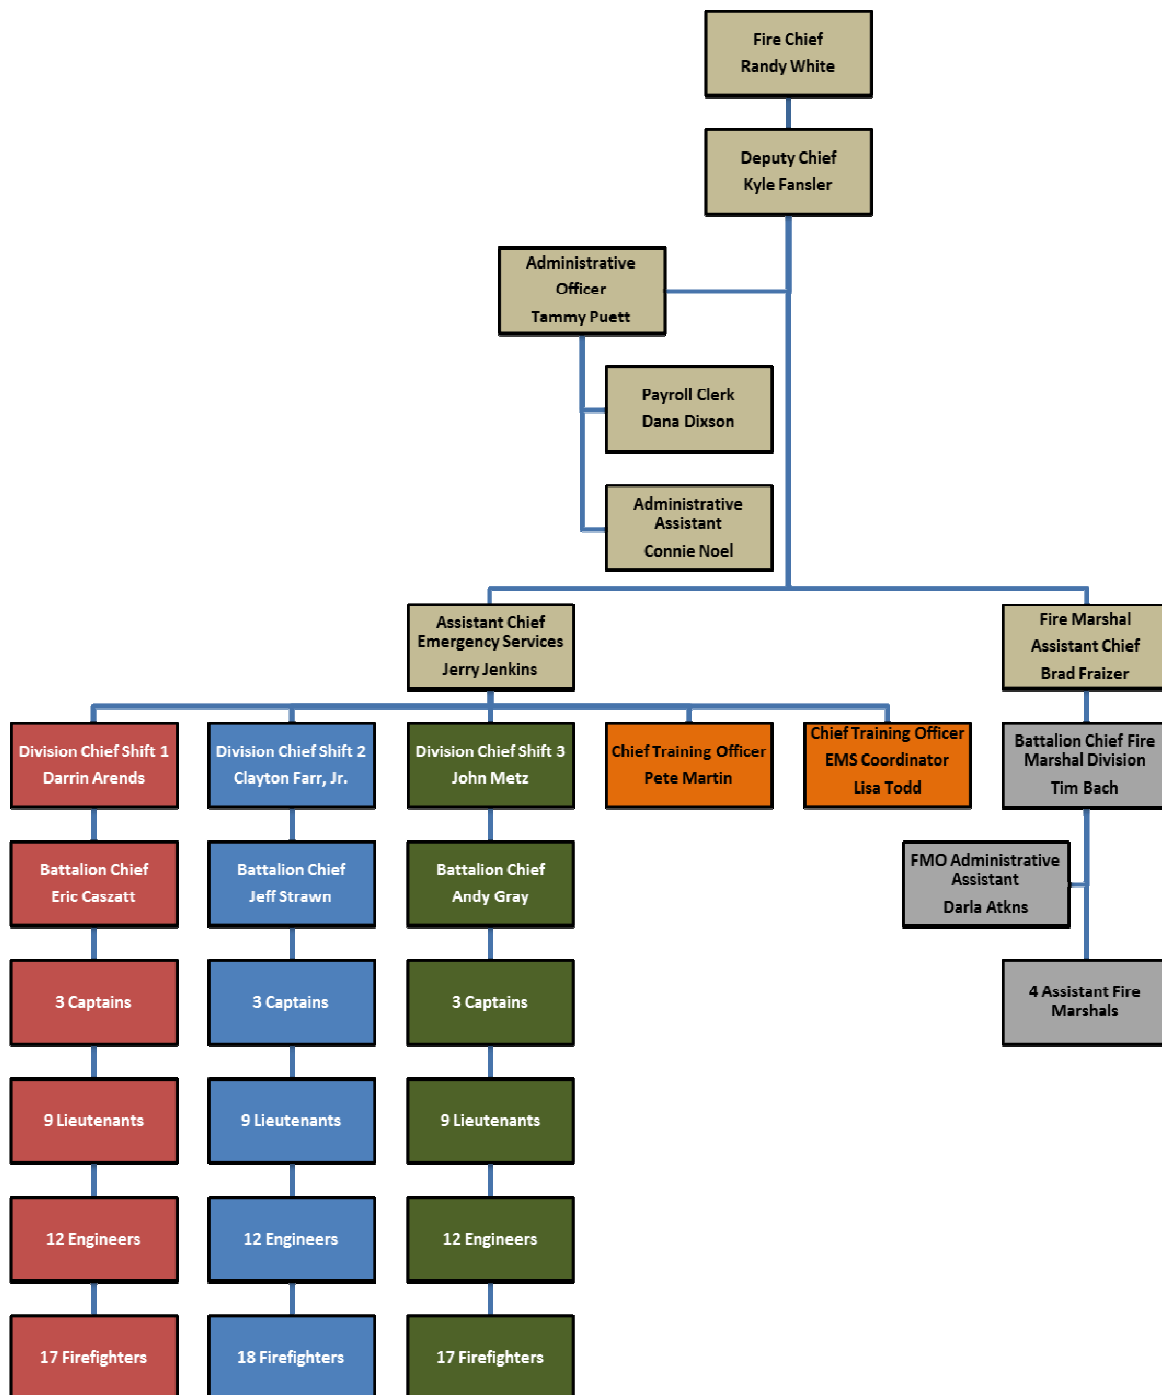 Fire Chief
Randy White
Deputy Chief
Kyle Fansler
Administrative
Officer
Tammy Puett
Payroll Clerk
Dana Dixson
Administrative
Assistant
Connie Noel
Assistant Chief
Emergency Services
Jerry Jenkins
Fire Marshal
Assistant Chief
Brad Fraizer
Division Chief Shift 1
Darrin Arends
Division Chief Shift 2
Clayton Farr, Jr.
Division Chief Shift 3
John Metz
Chief Training Officer
Pete Martin
Chief Training Officer
EMS Coordinator
Lisa Todd
Battalion Chief Fire
Marshal Division
Tim Bach
Battalion Chief
Eric Caszatt
Battalion Chief
Jeff Strawn
Battalion Chief
Andy Gray
FMO Administrative
Assistant
Darla Atkns
3 Captains
3 Captains
3 Captains
4 Assistant Fire
Marshals
9 Lieutenants
9 Lieutenants
9 Lieutenants
12 Engineers
12 Engineers
12 Engineers
17 Firefighters
18 Firefighters
17 Firefighters